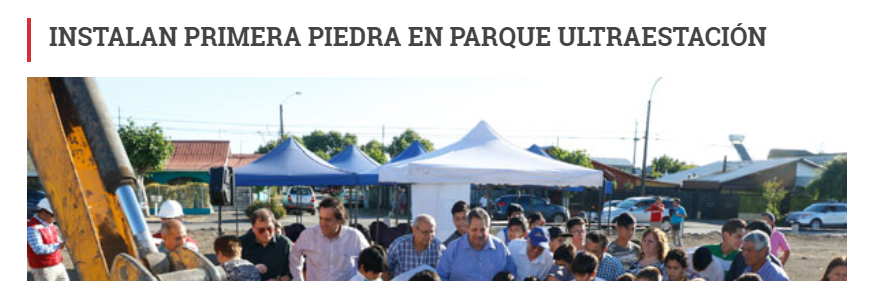 INSTALAN PRIMERA PIEDRA EN PARQUE ULTRAESTACIÓN